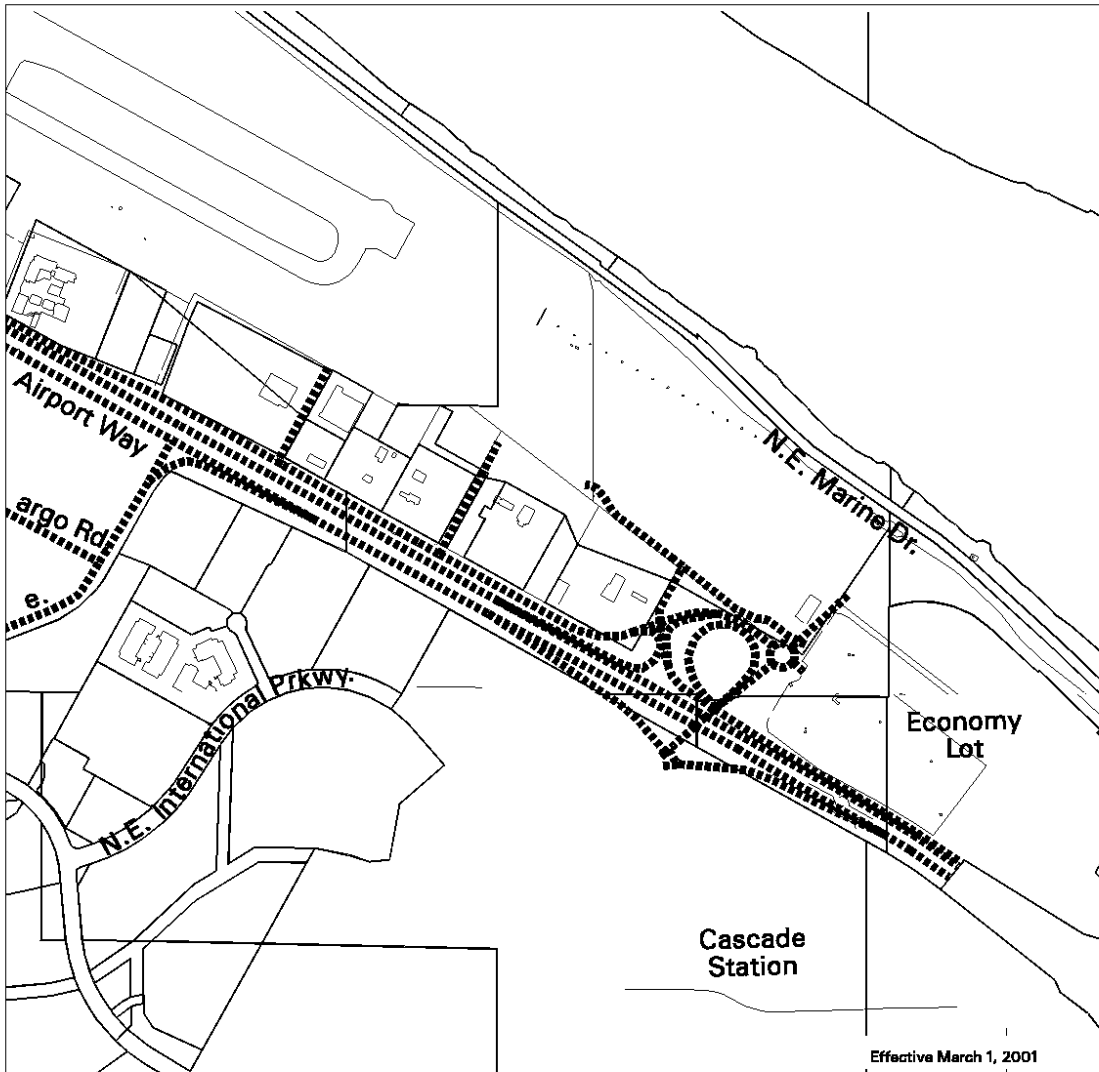 Airport Way
argo Rd.
e.
N.E. Marine Dr.
N.E. International Prkwy.
Economy
Lot
Cascade
Station
Effective March 1, 2001